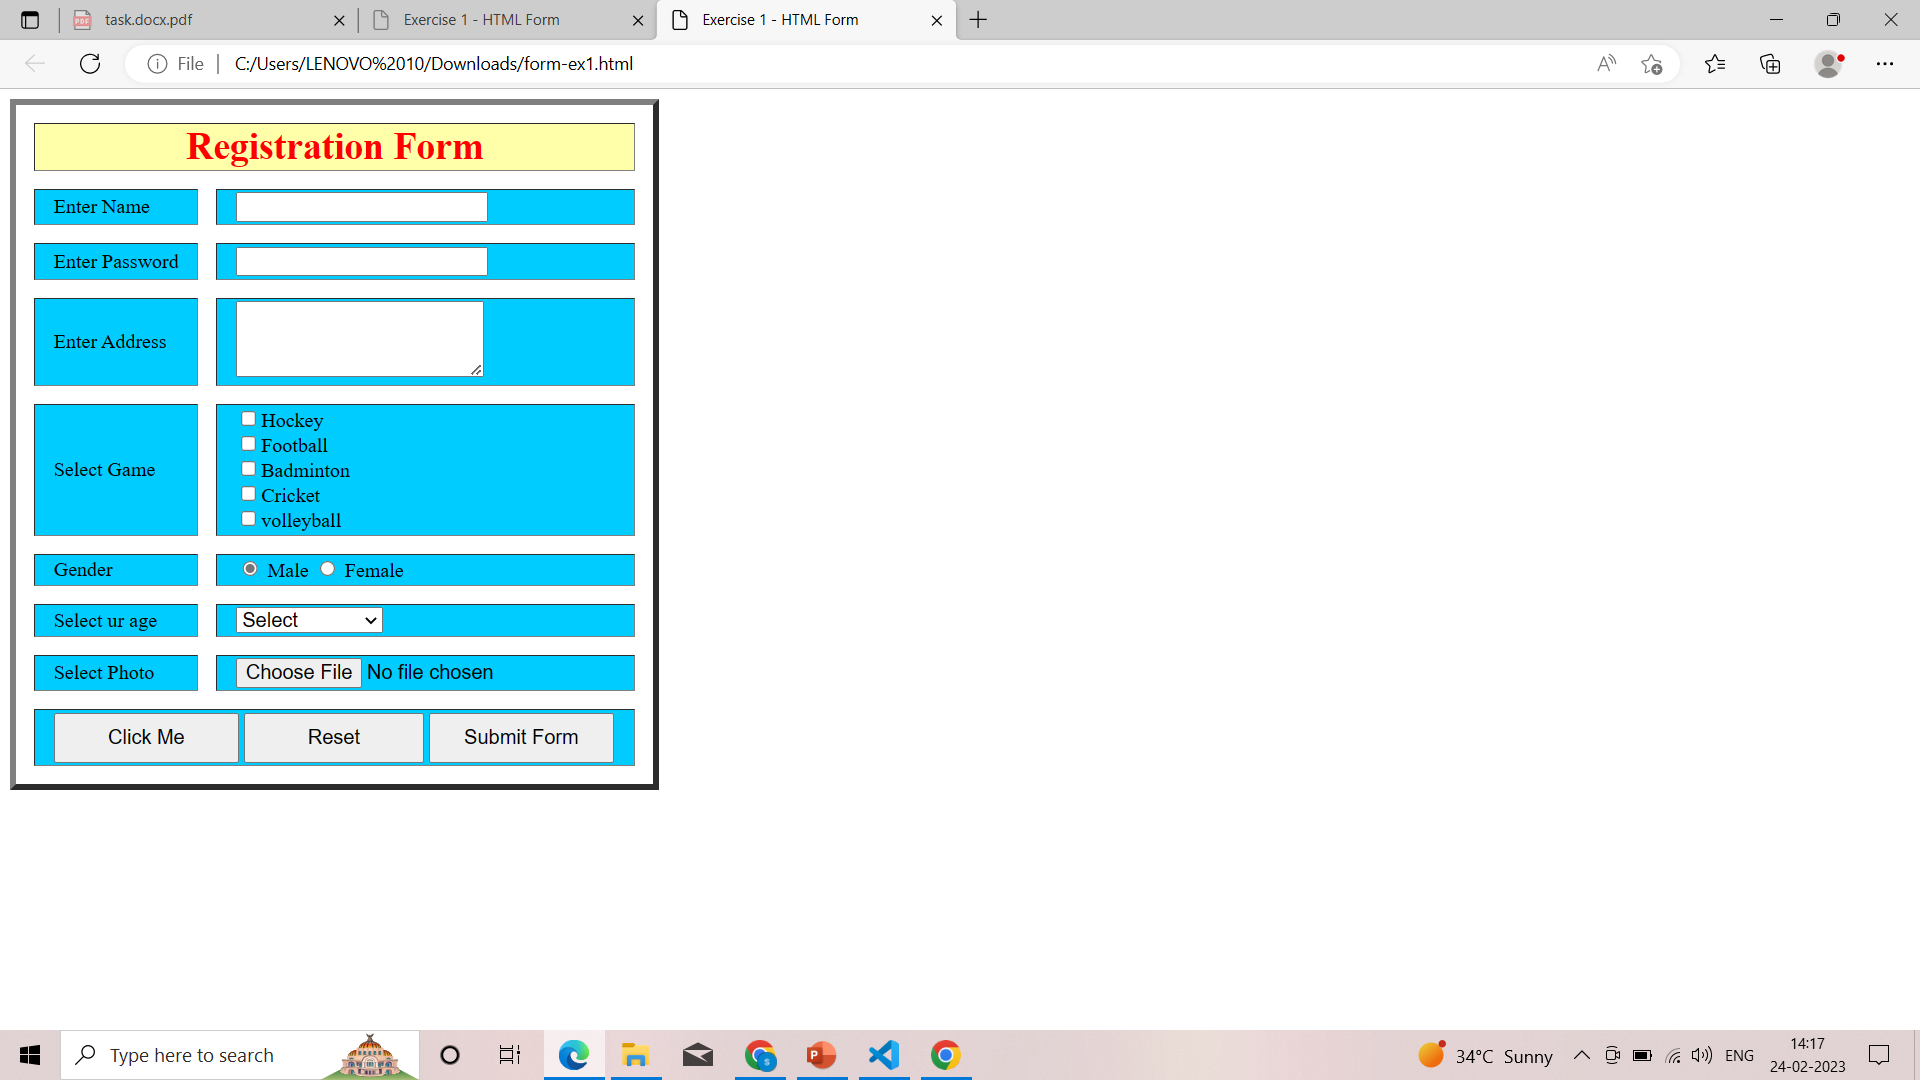 task.docx.pdf
Exercise 1 - HTML Form
Exercise 1 - HTML Form
File
C:/Users/LENOVO%2010/Downloads/form-ex1.html
Registration Form
Enter Name
Enter Password
Enter Address
Select Game
Hockey
Football
Badminton
Cricket
volleyball
Gender
Male Female
Select ur age
Select
Select Photo
Choose File No file chosen
Click Me
Reset
Submit Form
Type here to search
34°C Sunny
ENG
14:17
24-02-2023